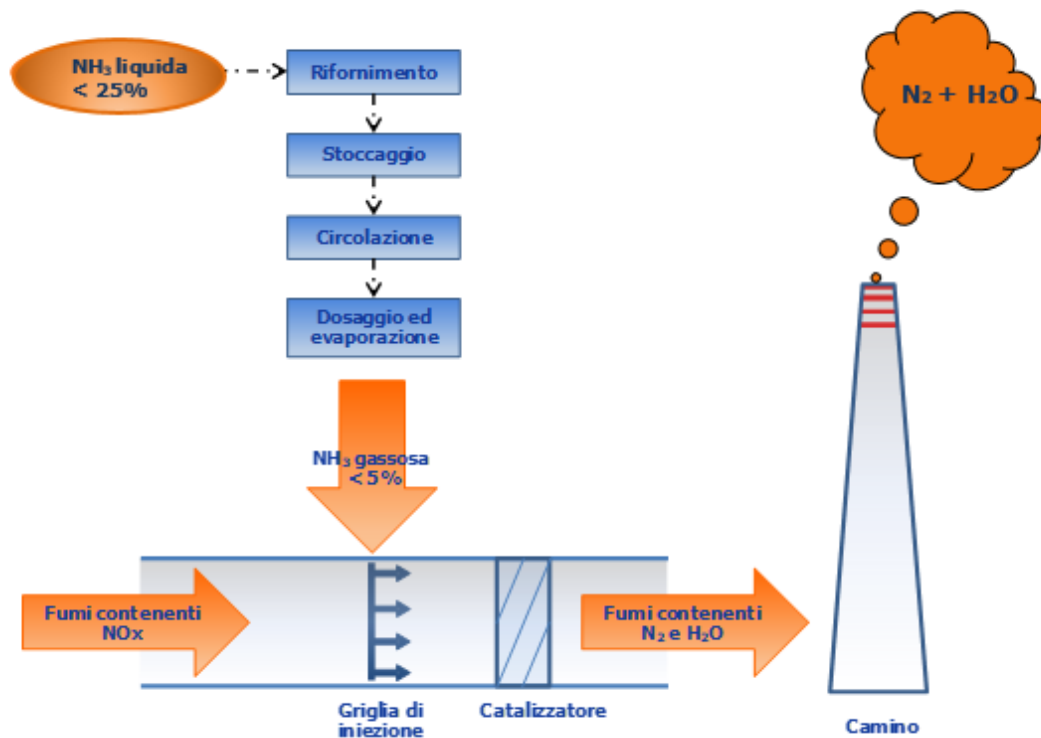 NH₃ liquida
< 25%
Rifornimento
N₂ + H₂O
Stoccaggio
Circolazione
Dosaggio ed
evaporazione
NH₃ gassosa
<5%
Fumi contenenti
NOx
Fumi contenenti
N₂ e H₂O
Griglia di
iniezione
Catalizzatore
Camino